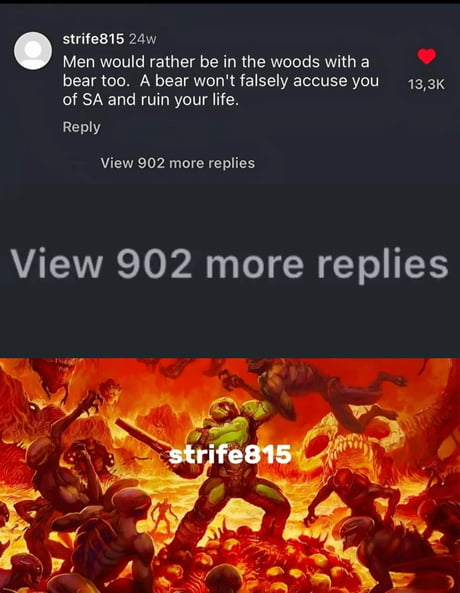 strife815 24w
Men would rather be in the woods with a
bear too. A bear won't falsely accuse you
of SA and ruin your life.
13,3K
Reply
View 902 more replies
View 902 more replies
strife815